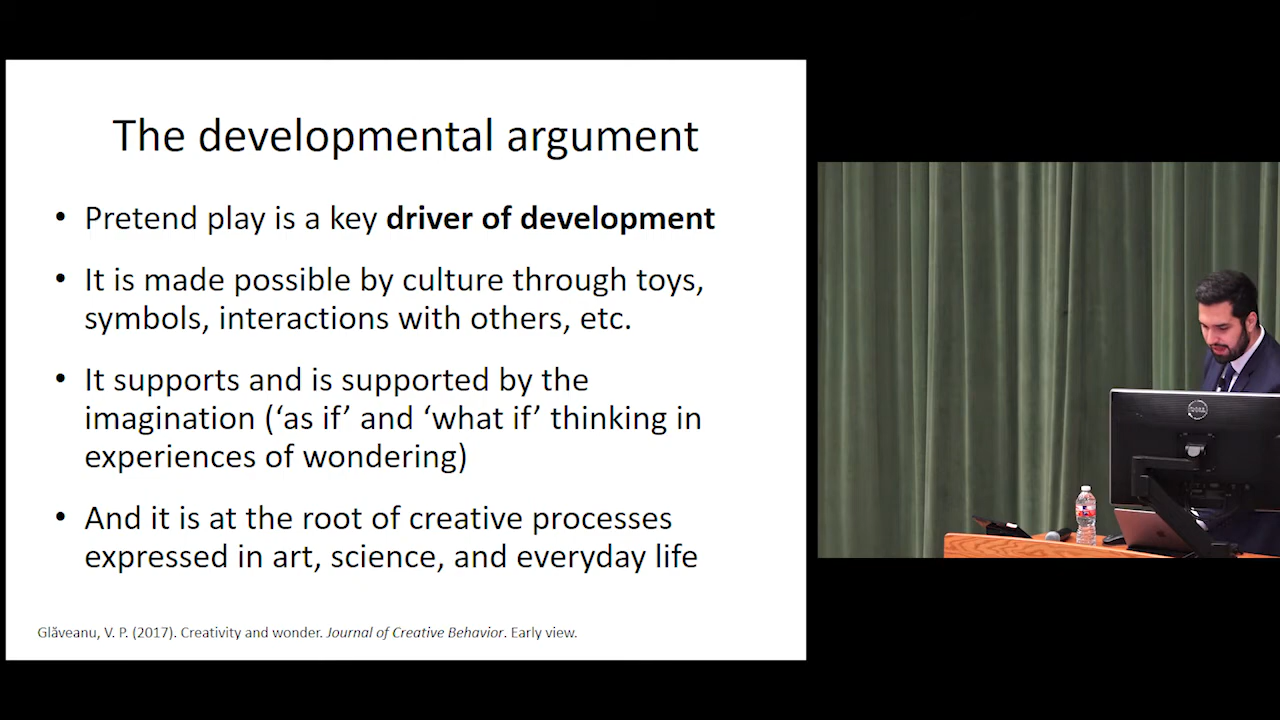 The developmental argument
• Pretend play is a key driver of development
• It is made possible by culture through toys,
symbols, interactions with others, etc.
• It supports and is supported by the
imagination (‘as if’ and ‘what if’ thinking in
experiences of wondering)
• And it is at the root of creative processes
expressed in art, science, and everyday life
Glăveanu, V. P. (2017). Creativity and wonder. Journal of Creative Behavior. Early view.